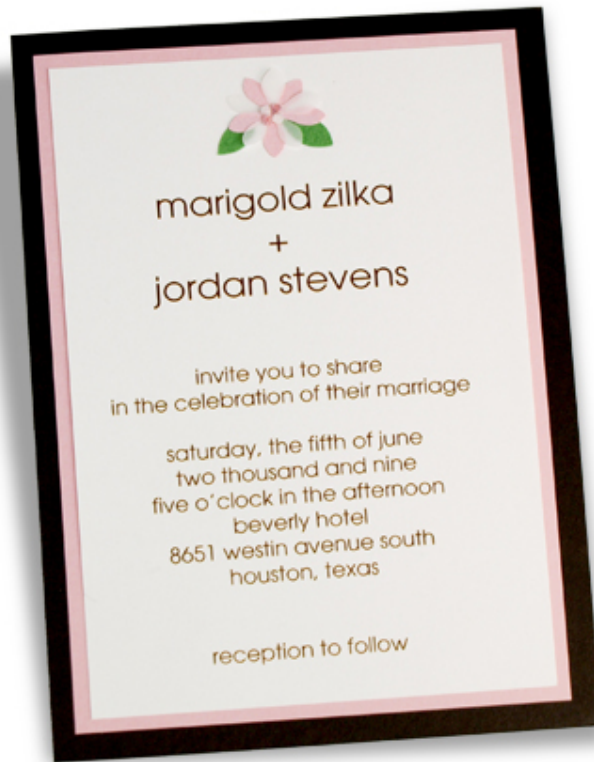 marigold zilka
+
jordan stevens
invite you to share
in the celebration of their marriage
saturday, the fifth of june
two thousand and nine
five o'clock in the afternoon
beverly hotel
8651 westin avenue south
houston, texas
reception to follow